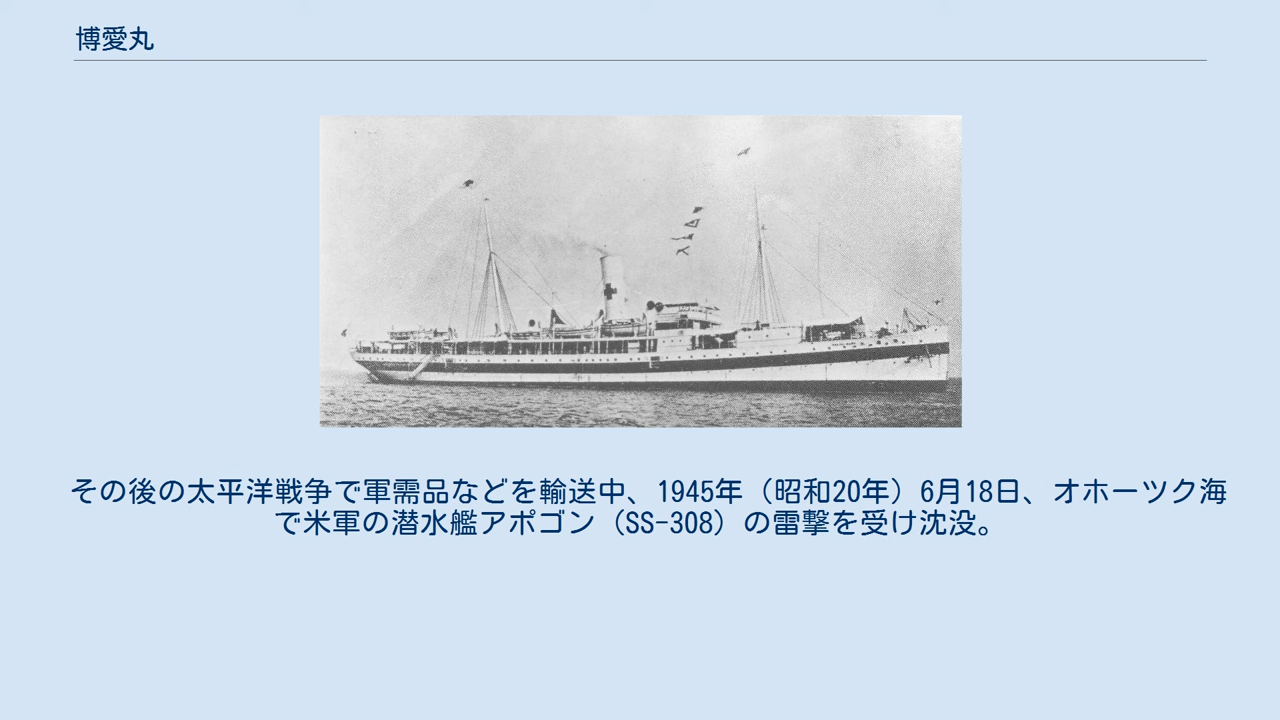 博愛丸
その後の太平洋戦争で軍需品などを輸送中、1945年（昭和20年）6月18日、オホーツク海
で米軍の潜水艦アポゴン（SS-308）の雷撃を受け沈没。